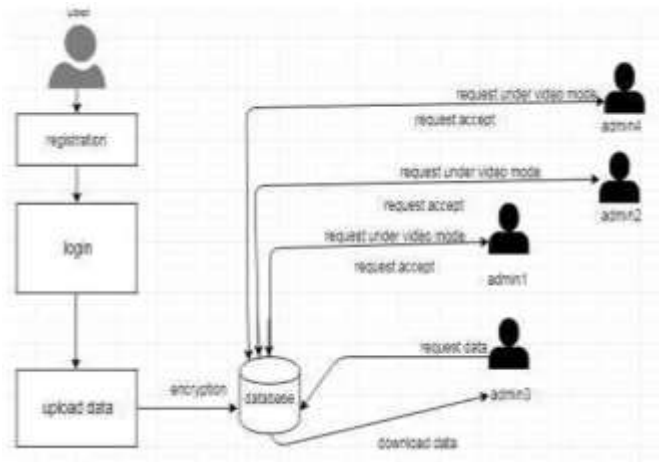 user
request under video mode
request accept
admin4
registration
request under video mode
request accept
admin2
login
request under video mode
request accept
admin1
request data
encryption
database
admin3
upload data
download data